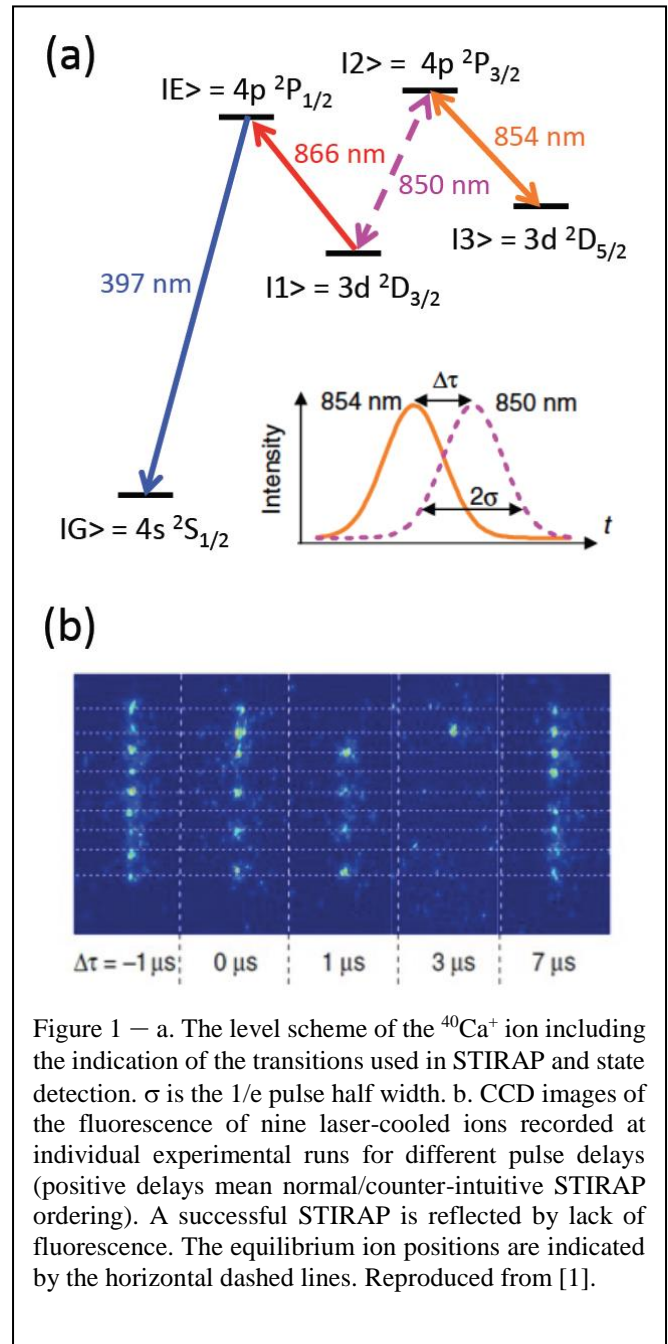 (a)
IE> = 4p ²P₁/₂
I2> = 4p ²P₃/₂
866 nm
850 nm
854 nm
I1> = 3d ²D₃/₂
I3> = 3d ²D₅/₂
397 nm
IG> = 4s ²S₁/₂
Intensity
854 nm
Δτ
850 nm
2σ
t
(b)
Δτ = −1 μs
0 μs
1 μs
3 μs
7 μs
Figure 1 — a. The level scheme of the ⁴⁰Ca⁺ ion including
the indication of the transitions used in STIRAP and state
detection. σ is the 1/e pulse half width. b. CCD images of
the fluorescence of nine laser-cooled ions recorded at
individual experimental runs for different pulse delays
(positive delays mean normal/counter-intuitive STIRAP
ordering). A successful STIRAP is reflected by lack of
fluorescence. The equilibrium ion positions are indicated
by the horizontal dashed lines. Reproduced from [1].